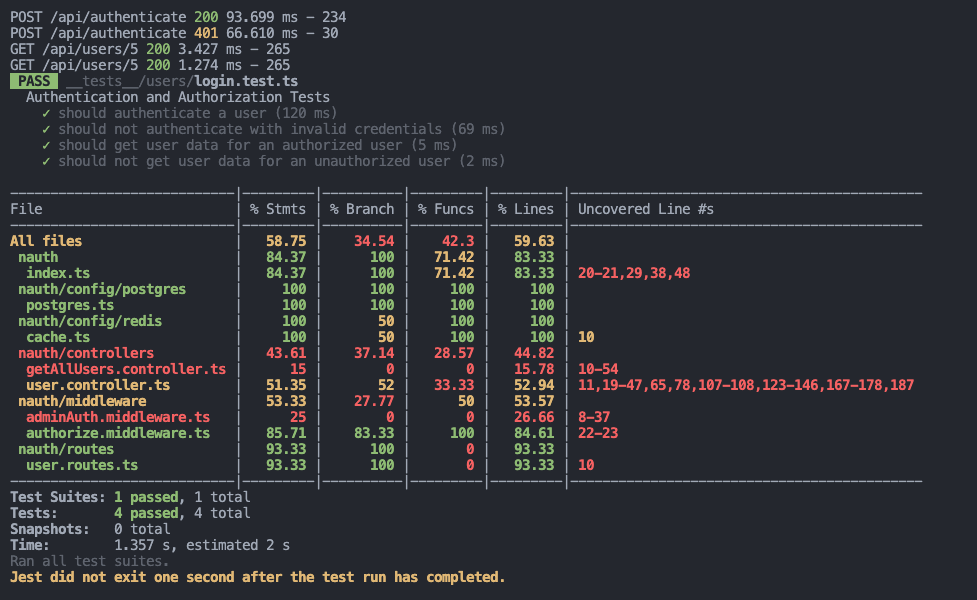 POST /api/authenticate 200 93.699 ms - 234
POST /api/authenticate 401 66.610 ms - 30
GET /api/users/5 200 3.427 ms - 265
GET /api/users/5 200 1.274 ms - 265
PASS __tests__/users/login.test.ts
Authentication and Authorization Tests
✓ should authenticate a user (120 ms)
✓ should not authenticate with invalid credentials (69 ms)
✓ should get user data for an authorized user (5 ms)
✓ should not get user data for an unauthorized user (2 ms)
File | % Stmts | % Branch | % Funcs | % Lines | Uncovered Line #s
All files | 58.75 | 34.54 | 42.3 | 59.63 |
nauth | 84.37 | 100 | 71.42 | 83.33 |
index.ts | 84.37 | 100 | 71.42 | 83.33 | 20-21,29,38,48
nauth/config/postgres | 100 | 100 | 100 | 100 |
postgres.ts | 100 | 100 | 100 | 100 |
nauth/config/redis | 100 | 50 | 100 | 100 |
cache.ts | 100 | 50 | 100 | 100 | 10
nauth/controllers | 43.61 | 37.14 | 28.57 | 44.82 |
getAllUsers.controller.ts | 15 | 0 | 0 | 15.78 | 10-54
user.controller.ts | 51.35 | 52 | 33.33 | 52.94 | 11,19-47,65,78,107-108,123-146,167-178,187
nauth/middleware | 53.33 | 27.77 | 50 | 53.57 |
adminAuth.middleware.ts | 25 | 0 | 0 | 26.66 | 8-37
authorize.middleware.ts | 85.71 | 83.33 | 100 | 84.61 | 22-23
nauth/routes | 93.33 | 100 | 0 | 93.33 |
user.routes.ts | 93.33 | 100 | 0 | 93.33 | 10
Test Suites: 1 passed, 1 total
Tests: 4 passed, 4 total
Snapshots: 0 total
Time: 1.357 s, estimated 2 s
Ran all test suites.
Jest did not exit one second after the test run has completed.